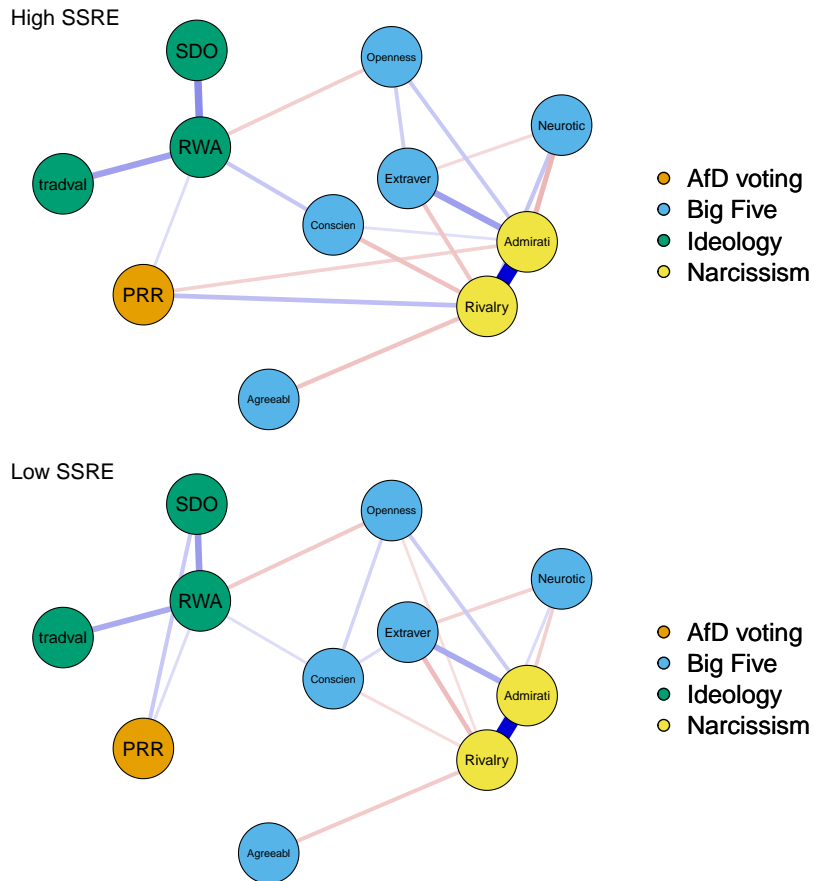 High SSRE
SDO
Openness
Neurotic
RWA
Extraver
tradval
Conscien
Admirati
PRR
Rivalry
Agreeabl
AfD voting
Big Five
Ideology
Narcissism
Low SSRE
SDO
Openness
Neurotic
RWA
Extraver
tradval
Conscien
Admirati
PRR
Rivalry
Agreeabl
AfD voting
Big Five
Ideology
Narcissism